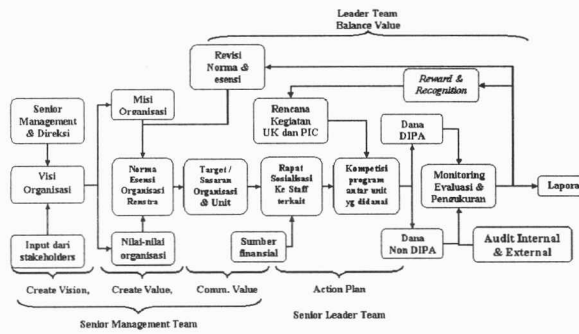 Leader Team
Balance Value
Revisi
Norma &
esensi
Reward &
Recognition
Senior
Management
& Direksi
Misi
Organisasi
Rencana
Kegiatan
UK dan PIC
Dana
DIPA
Visi
Organisasi
Norma
Esensi
Organisasi
Renstra
Target /
Sasaran
Organisasi
& Unit
Rapat
Sosialisasi
Ke Staff
terkait
Kompetisi
program
antar unit
yg didanai
Monitoring
Evaluasi &
Pengukuran
Lapora
Input dari
stakeholders
Nilai-nilai
organisasi
Sumber
finansial
Dana
Non DIPA
Audit Internal
& External
Create Vision,
Create Value,
Comm. Value
Action Plan
Senior Management Team
Senior Leader Team